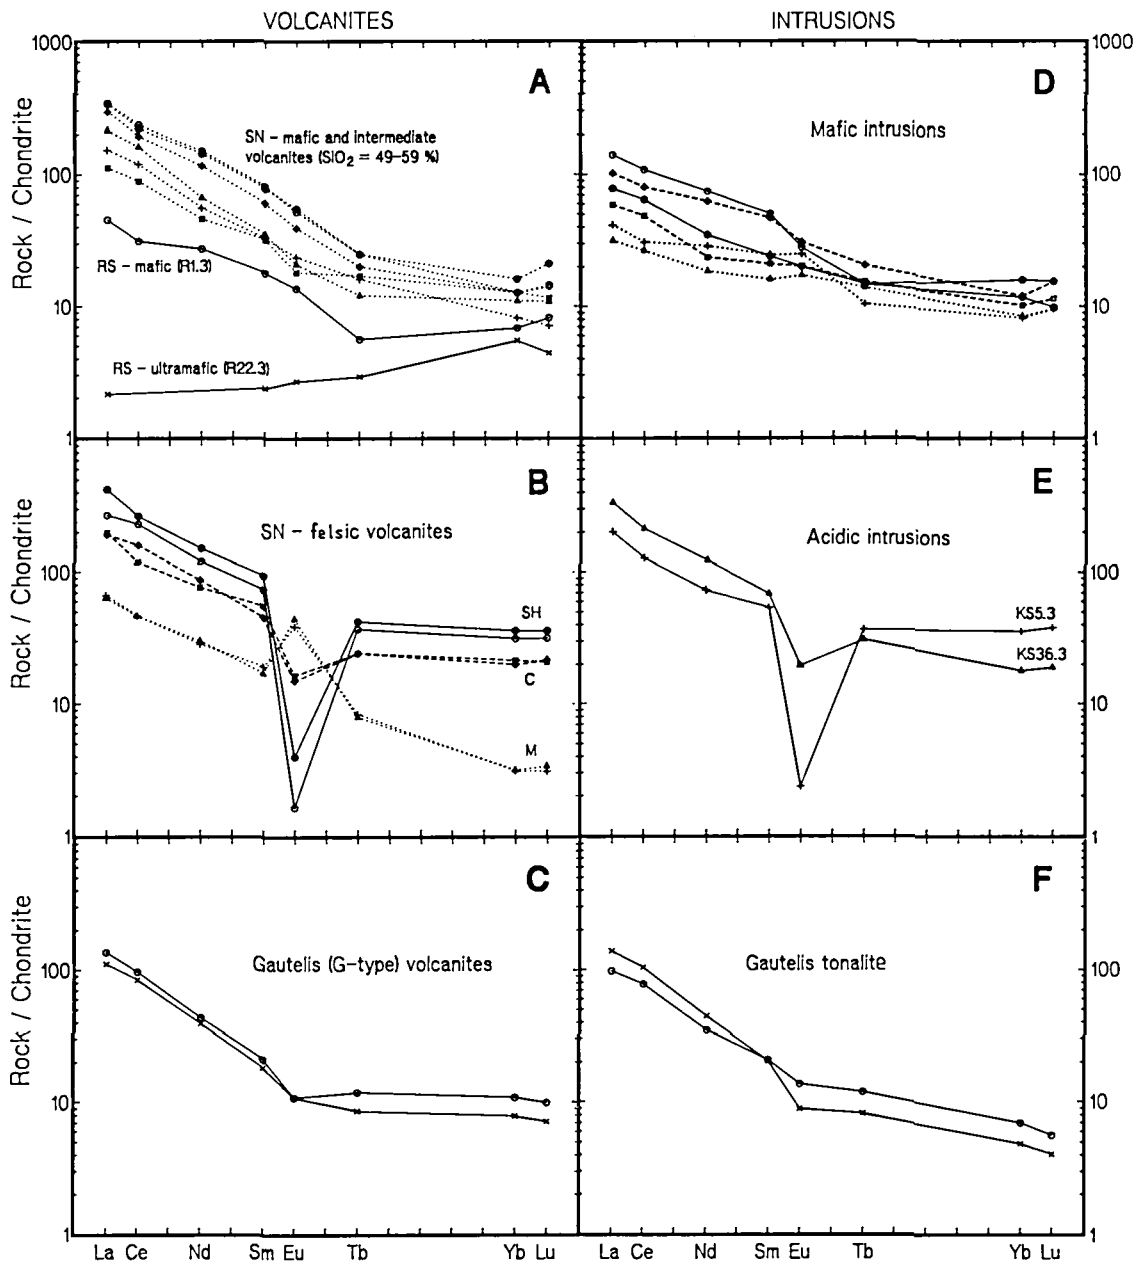 VOLCANITES
INTRUSIONS
1000
100
10
1
Rock / Chondrite
A
SN – mafic and intermediate
volcanites (SiO₂ = 49–59 %)
RS – mafic (R1.3)
RS – ultramafic (R22.3)
D
Mafic intrusions
1000
100
10
1
100
10
1
Rock / Chondrite
B
SN – felsic volcanites
SH
C
M
E
Acidic intrusions
KS5.3
KS36.3
100
10
1
100
10
1
Rock / Chondrite
C
Gautelis (G-type) volcanites
F
Gautelis tonalite
100
10
1
La Ce Nd Sm Eu Tb Yb Lu
La Ce Nd Sm Eu Tb Yb Lu